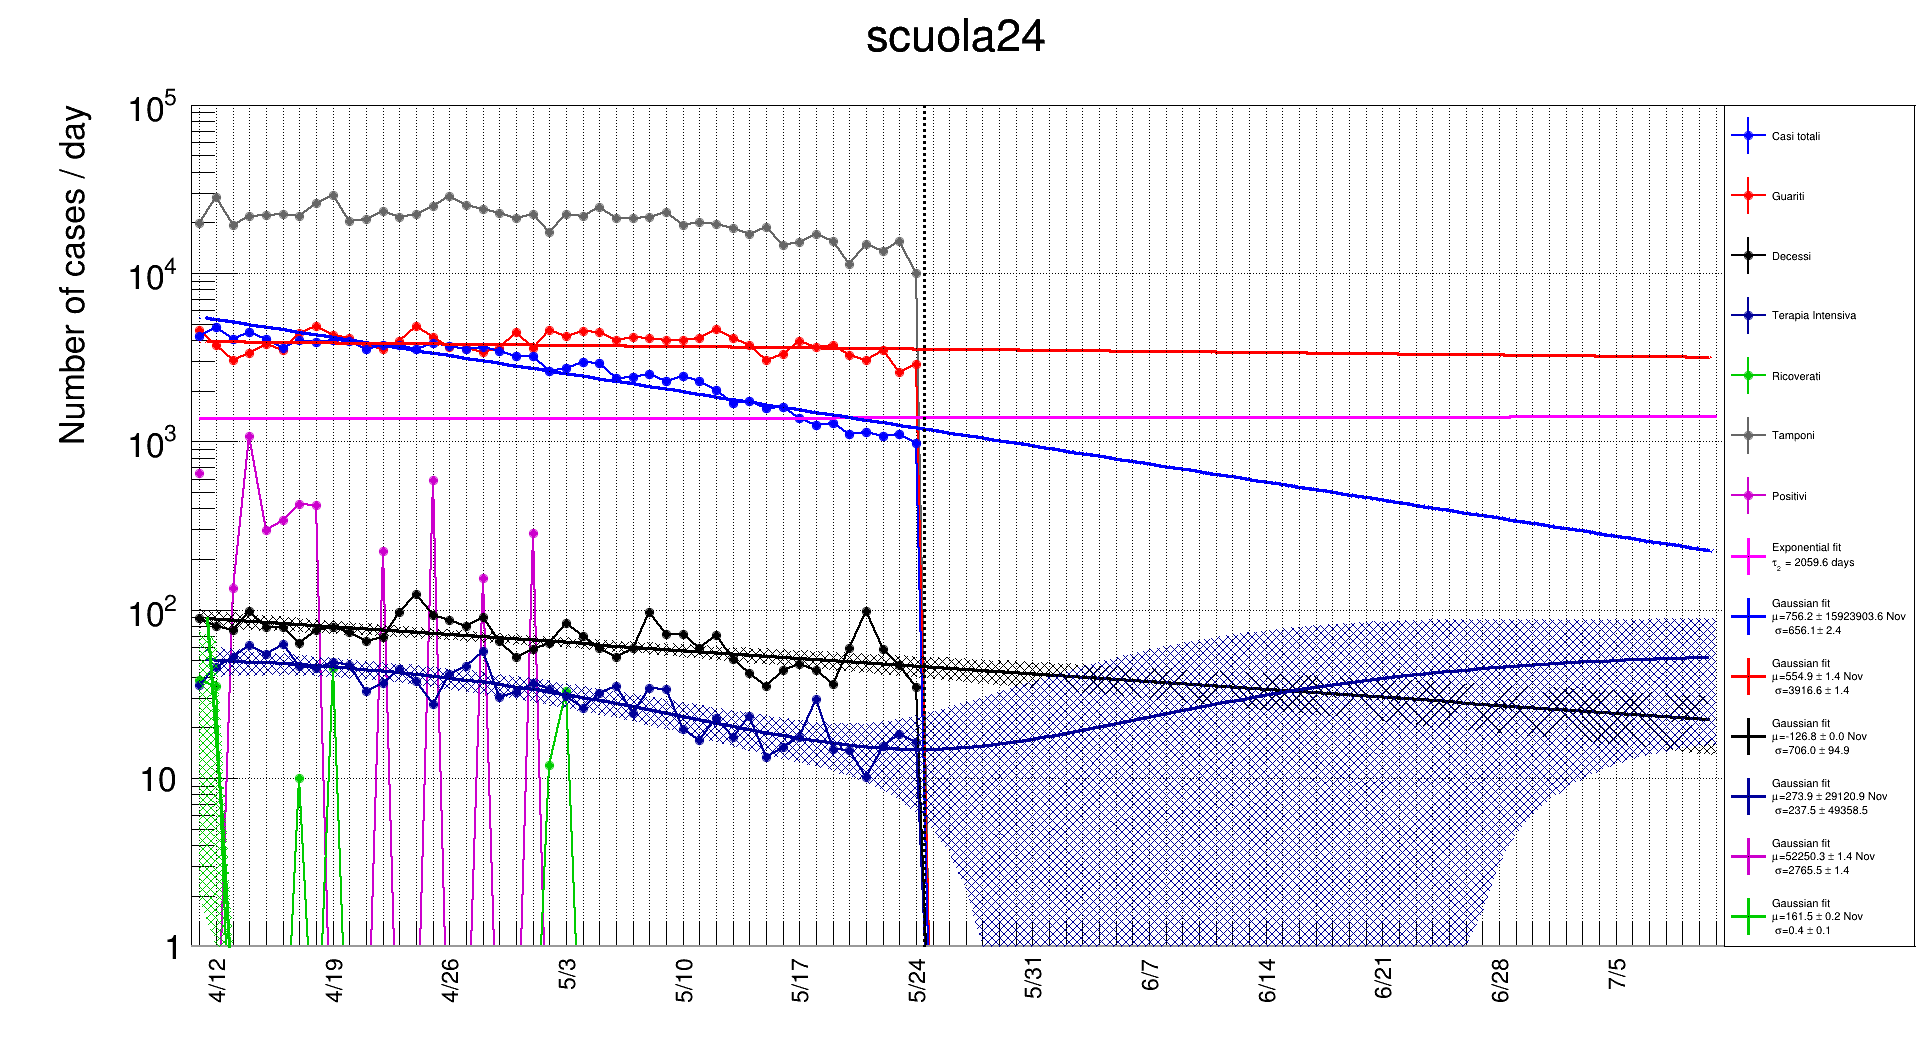 scuola24
Number of cases / day
10^5
10^4
10^3
10^2
10
1
4/12
4/19
4/26
5/3
5/10
5/17
5/24
5/31
6/7
6/14
6/21
6/28
7/5
Casi totali
Guariti
Decessi
Terapia Intensiva
Ricoverati
Tamponi
Positivi
Exponential fit
τ₂ = 2059.6 days
Gaussian fit
μ=756.2 ± 15923903.6 Nov
σ=656.1 ± 2.4
Gaussian fit
μ=554.9 ± 1.4 Nov
σ=3916.6 ± 1.4
Gaussian fit
μ=-126.8 ± 0.0 Nov
σ=706.0 ± 94.9
Gaussian fit
μ=273.9 ± 29120.9 Nov
σ=237.5 ± 49358.5
Gaussian fit
μ=52250.3 ± 1.4 Nov
σ=2765.5 ± 1.4
Gaussian fit
μ=161.5 ± 0.2 Nov
σ=0.4 ± 0.1